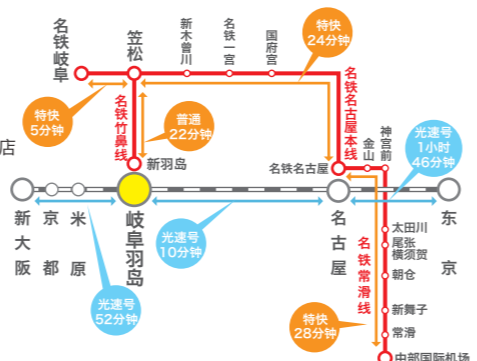 名铁岐阜
笠松
新木曾川
名铁一宫
国府宫
特快
24分钟
特快
5分钟
名铁竹鼻线
普通
22分钟
名铁名古屋本线
店
新羽岛
名铁名古屋
金山
神宫前
光速号
1小时
46分钟
新大阪
京都
米原
岐阜羽岛
光速号
10分钟
名古屋
东京
光速号
52分钟
名铁常滑线
太田川
尾张
横须贺
朝仓
新舞子
常滑
特快
28分钟
中部国际机场